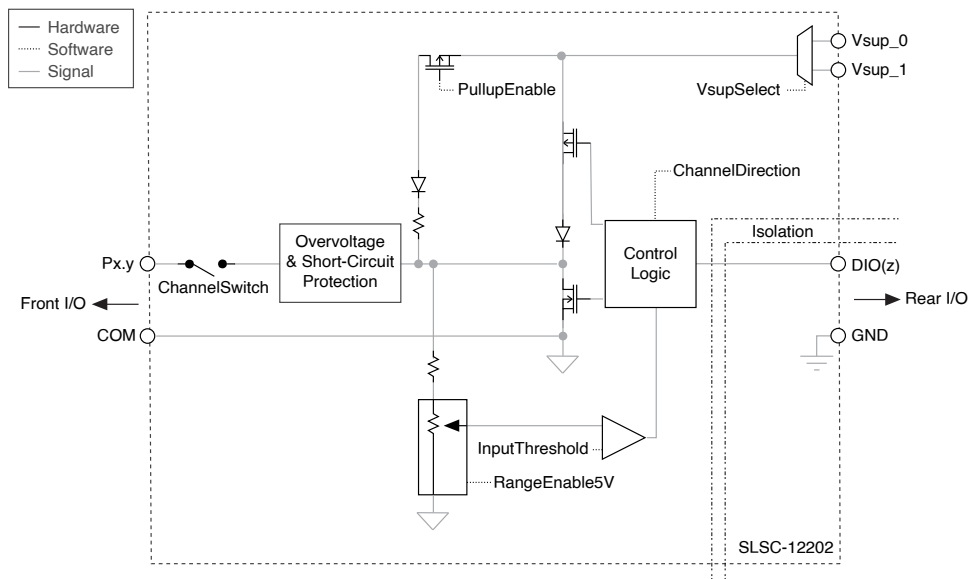 Hardware
Software
Signal
Vsup_0
Vsup_1
PullupEnable
VsupSelect
ChannelDirection
Isolation
Overvoltage
& Short-Circuit
Protection
Control
Logic
Px.y
ChannelSwitch
DIO(z)
Front I/O
Rear I/O
COM
GND
InputThreshold
RangeEnable5V
SLSC-12202